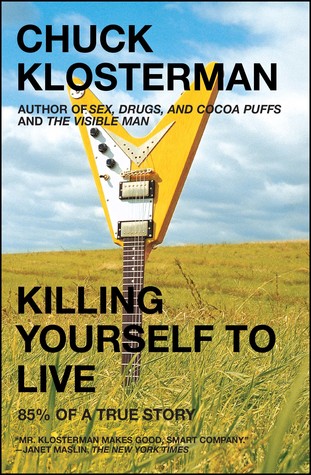 CHUCK
KLOSTERMAN
AUTHOR OF SEX, DRUGS, AND COCOA PUFFS
AND THE VISIBLE MAN
KILLING
YOURSELF TO
LIVE
85% OF A TRUE STORY
"MR. KLOSTERMAN MAKES GOOD, SMART COMPANY."
—JANET MASLIN, THE NEW YORK TIMES